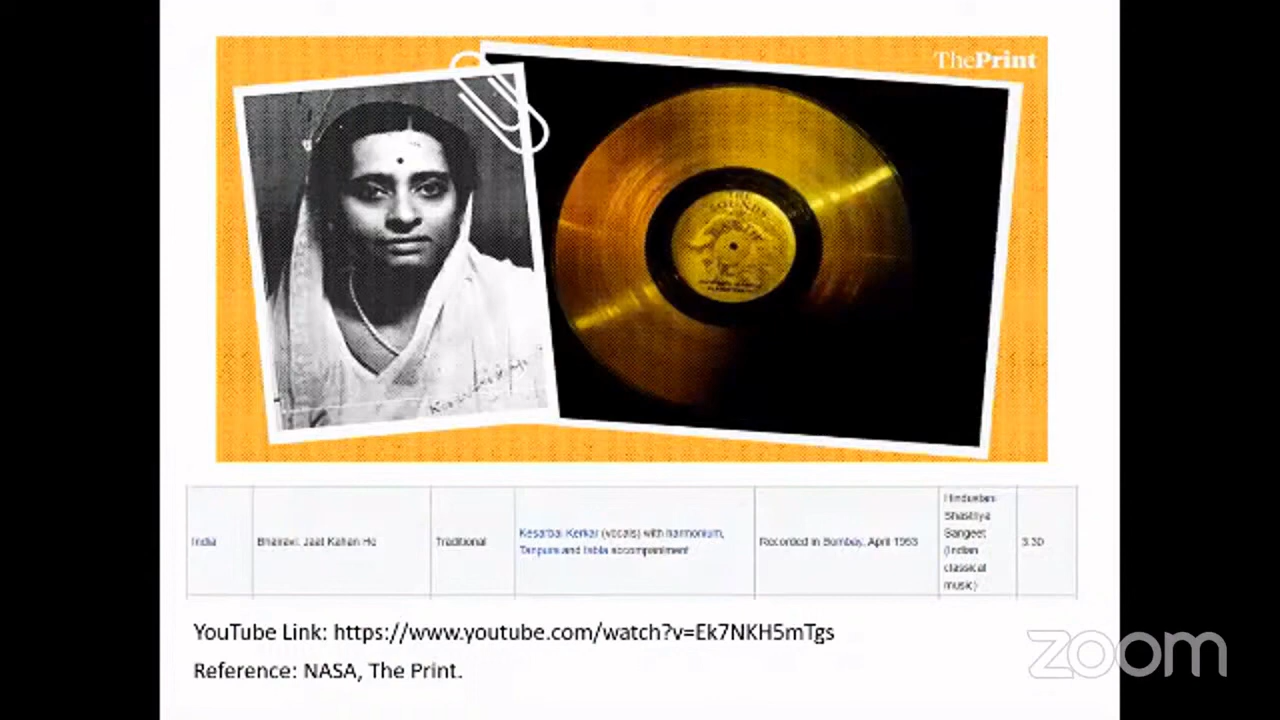 ThePrint
THE
SOUNDS
India
Bhairavi: Jaat Kahan Ho
Traditional
Kesarbai Kerkar (vocals) with harmonium,
Tanpura and tabla accompaniment
Recorded in Bombay, April 1953
Hindustani
Shastriya
Sangeet
(Indian
classical
music)
3:30
YouTube Link: https://www.youtube.com/watch?v=Ek7NKH5mTgs
Reference: NASA, The Print.
zoom